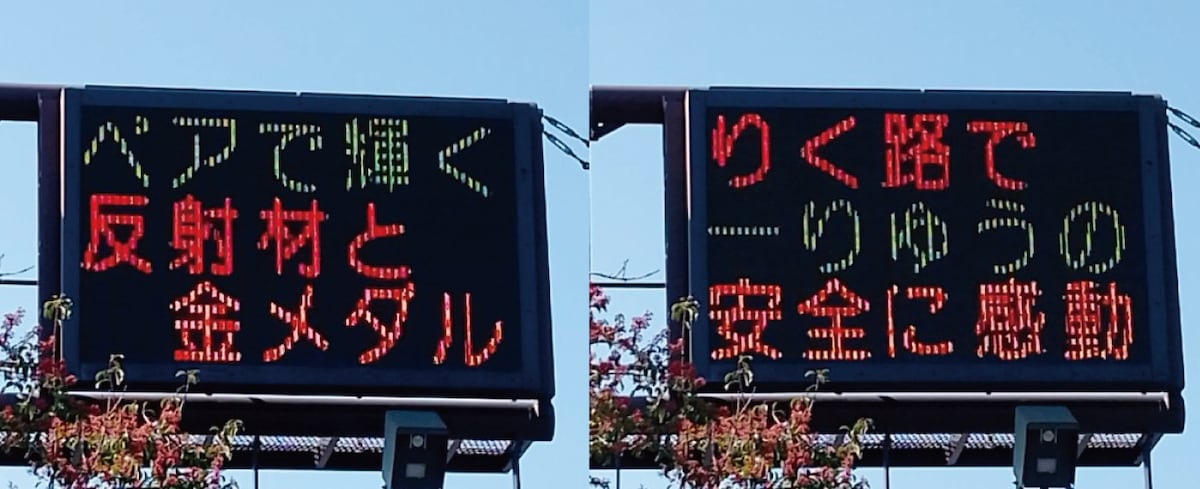 ペアで輝く
反射材と
金メダル
りく路で
一りゅうの
安全に感動